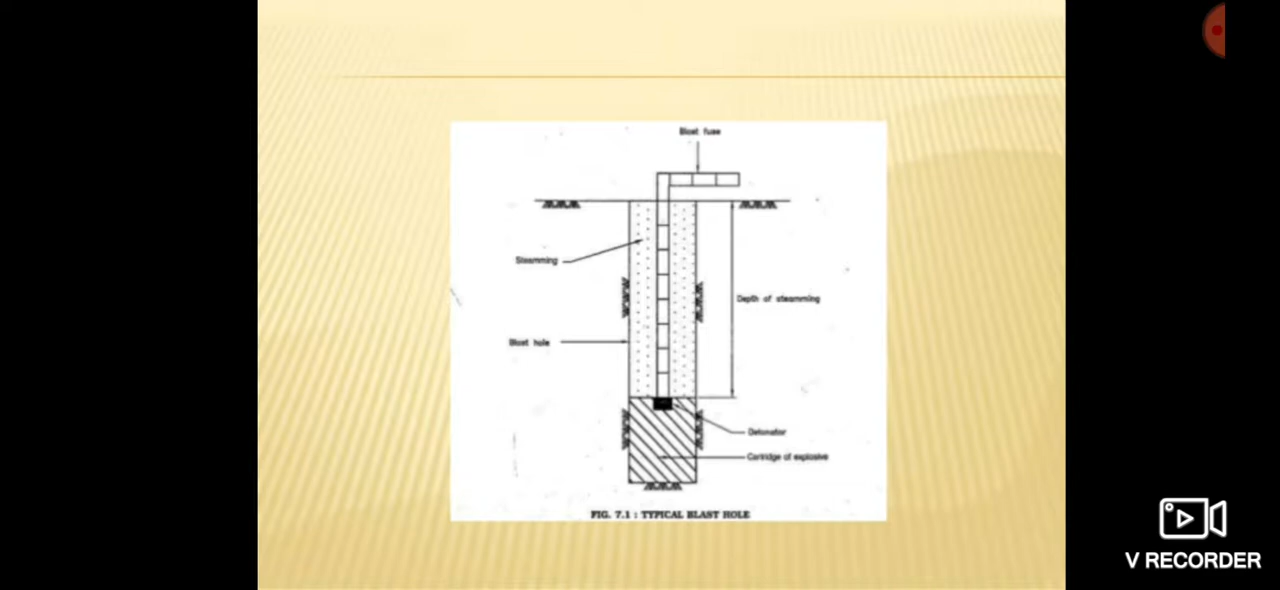 Blast fuse
Steamming
Depth of steamming
Blast hole
Detonator
Cartridge of explosive
FIG. 7.1 : TYPICAL BLAST HOLE
V RECORDER